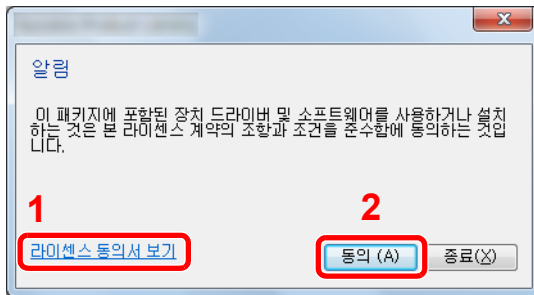 알림
이 패키지에 포함된 장치 드라이버 및 소프트웨어를 사용하거나 설치
하는 것은 본 라이센스 계약의 조항과 조건을 준수함에 동의하는 것입
니다.
1
2
라이센스 동의서 보기
동의 (A)
종료(X)